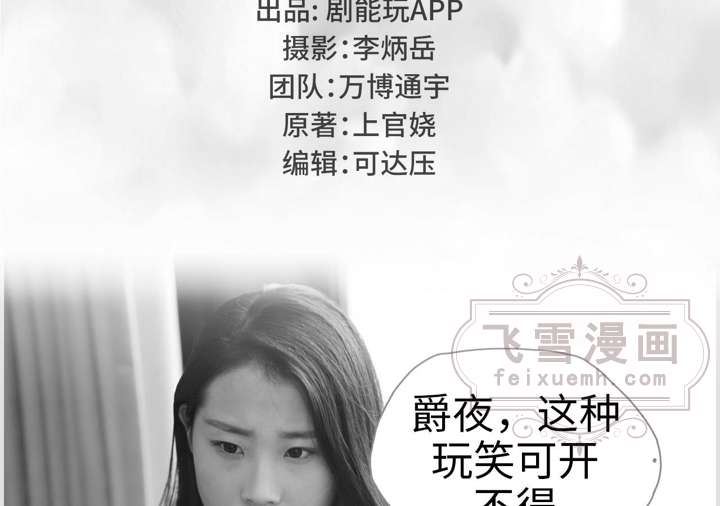 出品: 剧能玩APP
摄影：李炳岳
团队：万博通宇
原著：上官娆
编辑：可达压
飞雪漫画
feixuemh.com
爵夜，这种
玩笑可开
不得